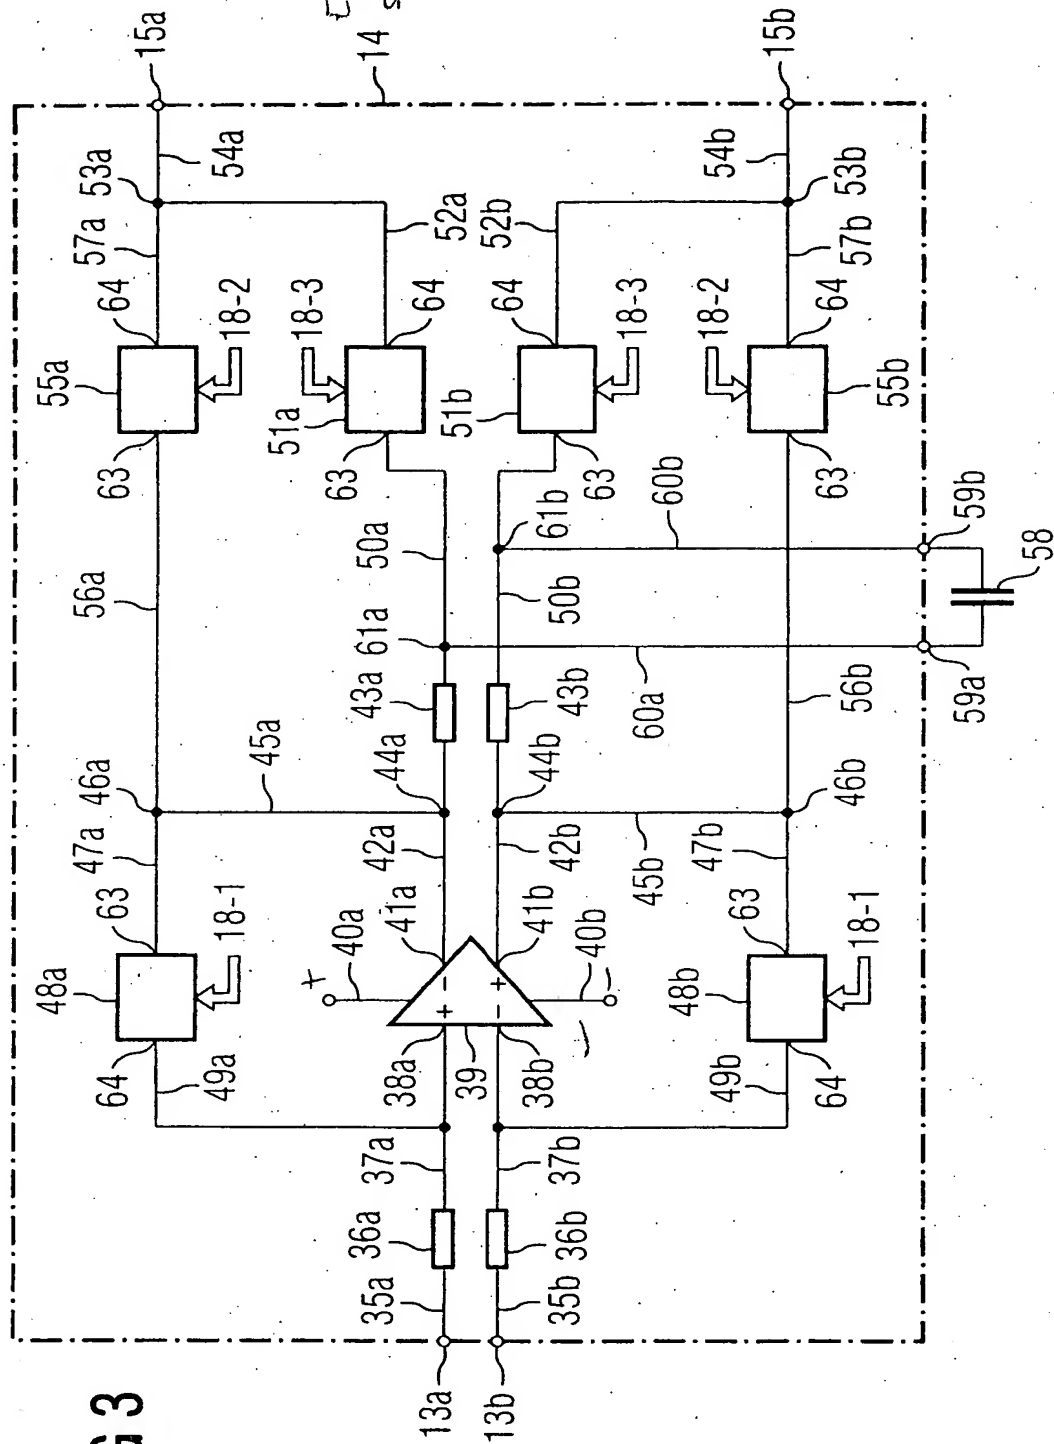 G 3
15a
14
15b
53a
54a
57a
52a
52b
54b
53b
57b
55a
64
18-2
18-3
64
64
18-3
18-2
64
55b
63
51a
63
51b
63
63
56a
50a
61a
61b
50b
60b
59b
58
43a
43b
60a
56b
59a
46a
45a
44a
44b
46b
47a
42a
42b
45b
47b
48a
63
18-1
40a
+
41a
41b
40b
48b
63
18-1
+ −
− +
−
64
49a
38a
39
38b
49b
64
37a
37b
36a
36b
35a
35b
13a
13b